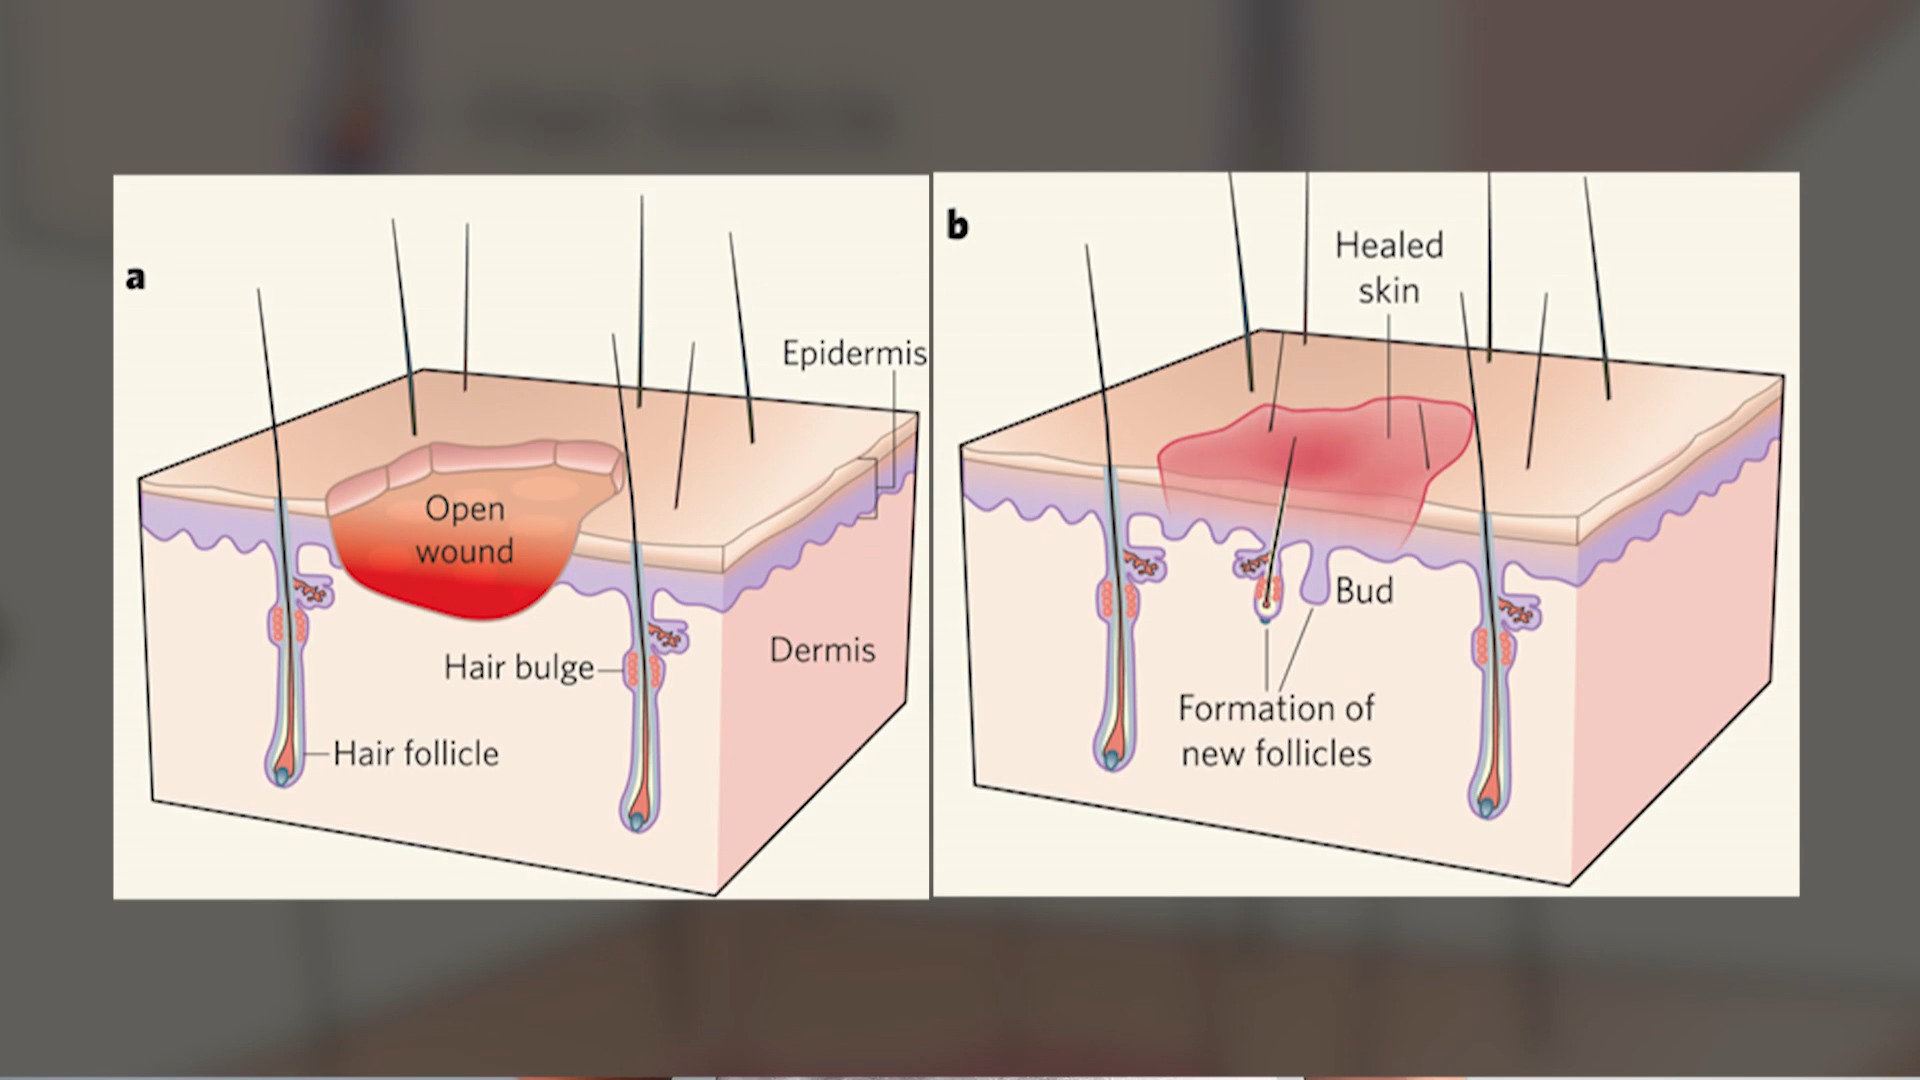 a
Epidermis
Open
wound
Dermis
Hair bulge
Hair follicle
b
Healed
skin
Bud
Formation of
new follicles